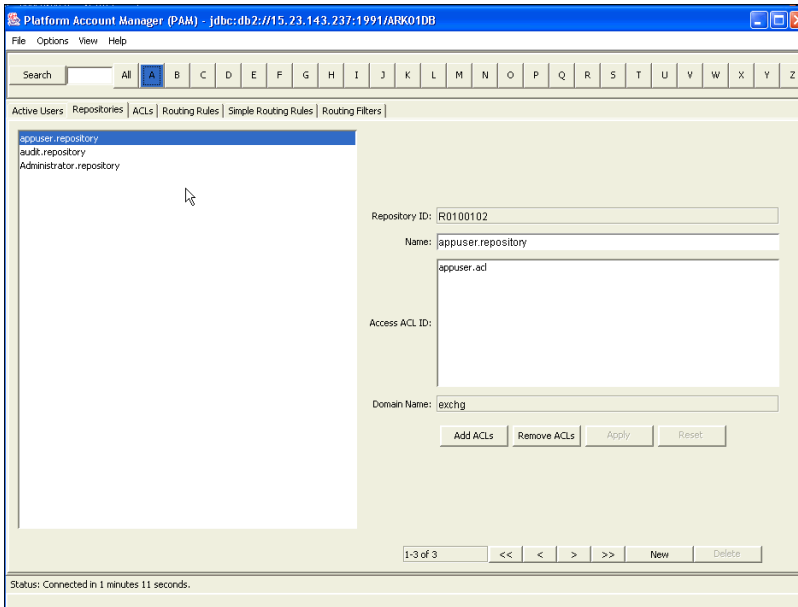 Platform Account Manager (PAM) - jdbc:db2://15.23.143.237:1991/ARK01DB
File Options View Help
Search All A B C D E F G H I J K L M N O P Q R S T U V W X Y Z
Active Users Repositories ACLs Routing Rules Simple Routing Rules Routing Filters
appuser.repository
audit.repository
Administrator.repository
Repository ID: R0100102
Name: appuser.repository
Access ACL ID: appuser.acl
Domain Name: exchg
Add ACLs Remove ACLs Apply Reset
1-3 of 3 << < > >> New Delete
Status: Connected in 1 minutes 11 seconds.